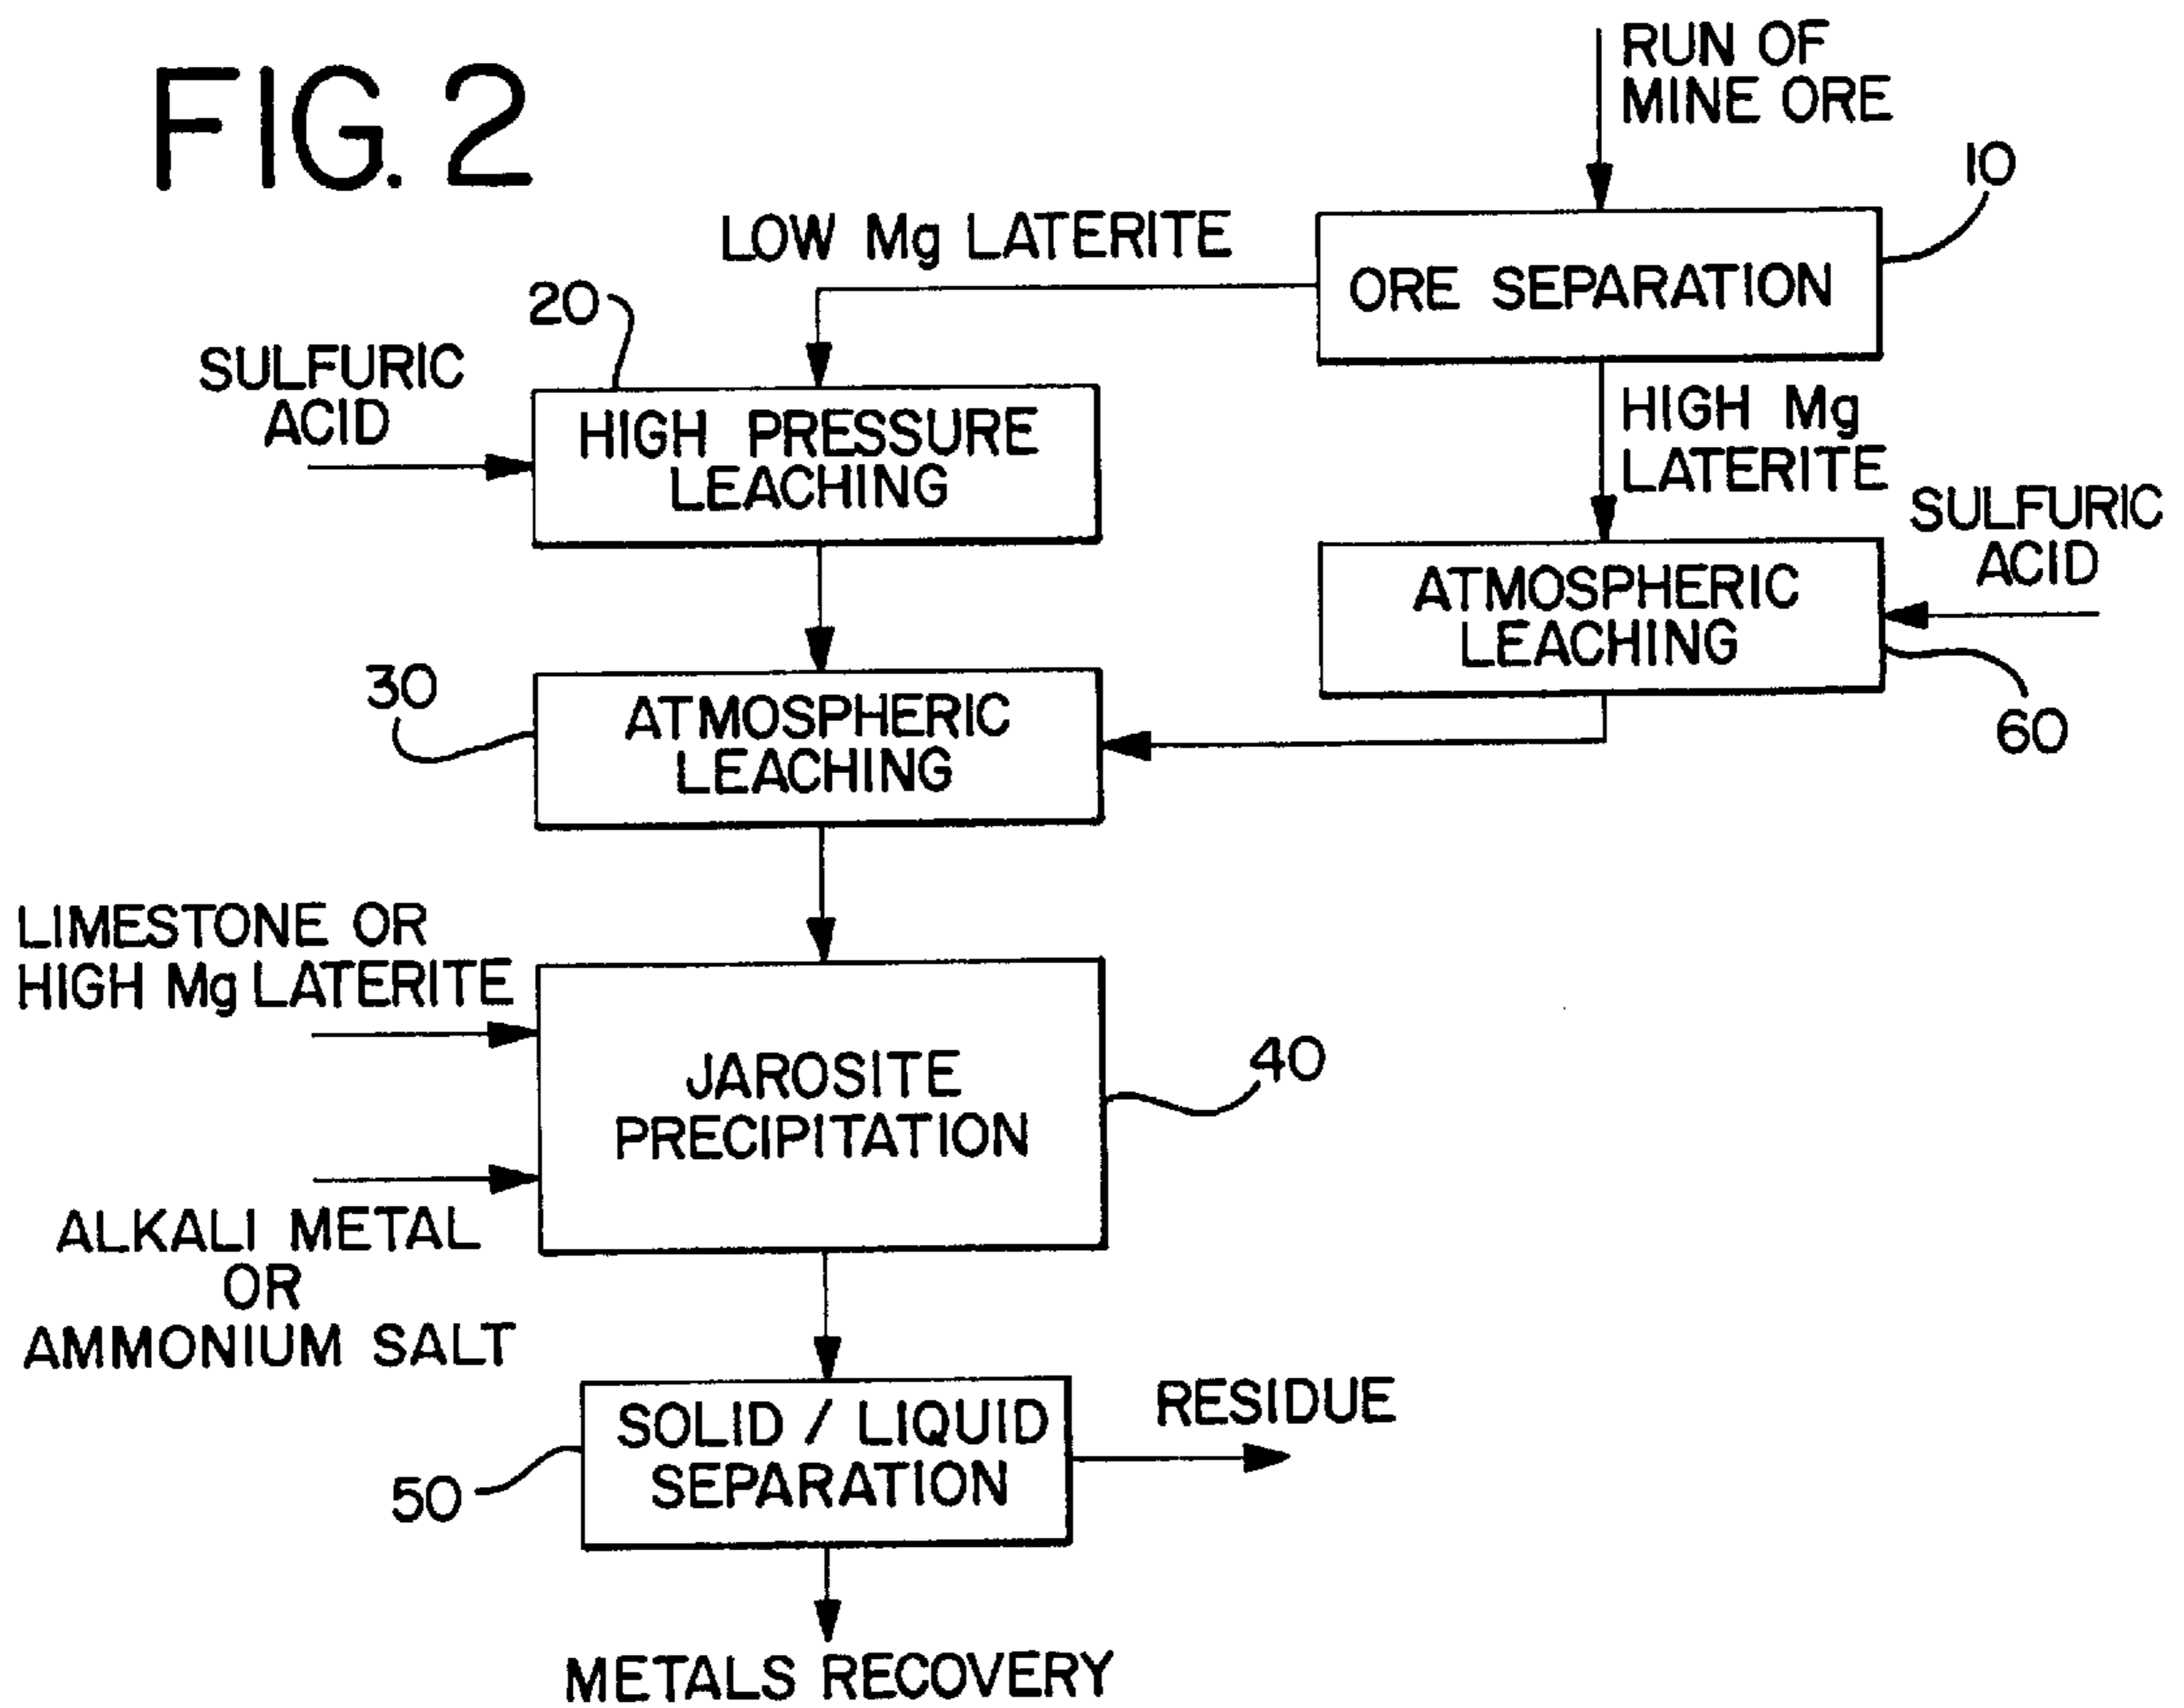 FIG. 2
RUN OF
MINE ORE
10
LOW Mg LATERITE
ORE SEPARATION
20
SULFURIC
ACID
HIGH PRESSURE
LEACHING
HIGH Mg
LATERITE
SULFURIC
ACID
ATMOSPHERIC
LEACHING
60
30
ATMOSPHERIC
LEACHING
LIMESTONE OR
HIGH Mg LATERITE
JAROSITE
PRECIPITATION
40
ALKALI METAL
OR
AMMONIUM SALT
SOLID / LIQUID
SEPARATION
RESIDUE
50
METALS RECOVERY